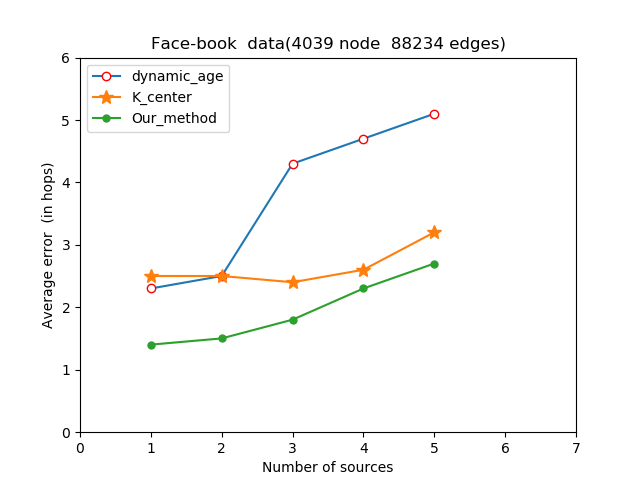 Face-book  data(4039 node  88234 edges)
dynamic_age
K_center
Our_method
Average error  (in hops)
6
5
4
3
2
1
0
0 1 2 3 4 5 6 7
Number of sources